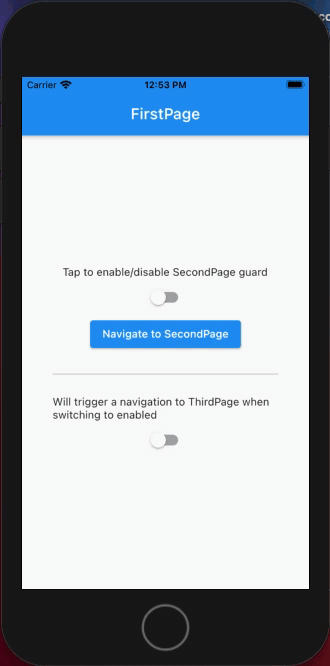 Carrier 12:53 PM
FirstPage
Tap to enable/disable SecondPage guard
Navigate to SecondPage
Will trigger a navigation to ThirdPage when
switching to enabled